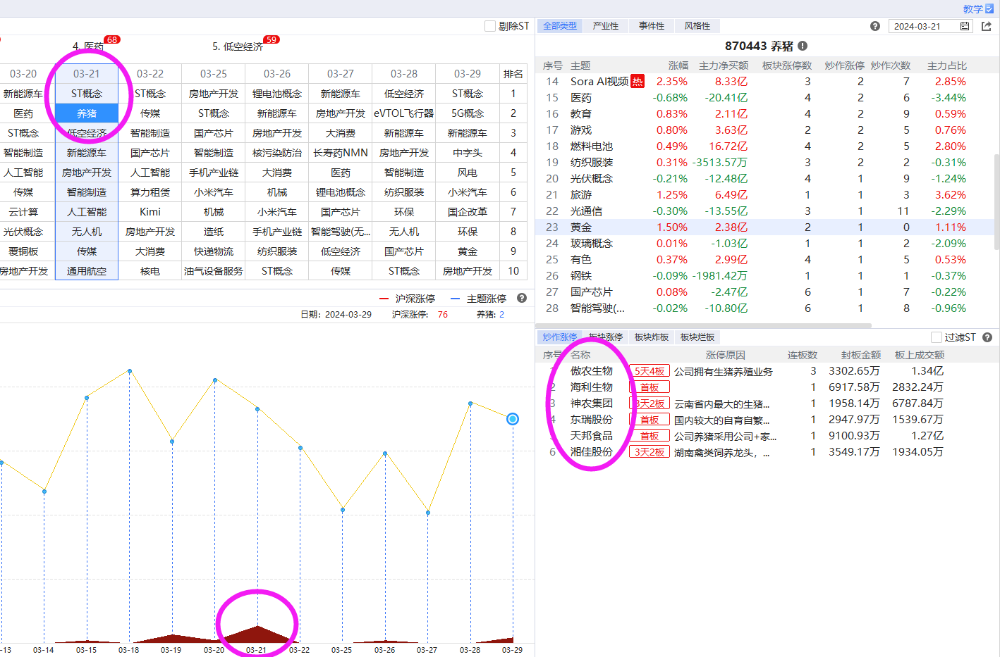 教学
剔除ST
4. 医药 68
5. 低空经济 59
03-20 03-21 03-22 03-25 03-26 03-27 03-28 03-29 排名
新能源车 ST概念 ST概念 房地产开发 锂电池概念 新能源车 低空经济 ST概念 1
医药 养猪 传媒 ST概念 新能源车 房地产开发 eVTOL飞行器 5G概念 2
ST概念 低空经济 智能制造 国产芯片 房地产开发 大消费 新能源车 新能源车 3
智能制造 新能源车 国产芯片 智能制造 核污染防治 长寿药NMN 房地产开发 中字头 4
人工智能 房地产开发 人工智能 手机产业链 大消费 医药 智能制造 风电 5
传媒 智能制造 算力租赁 小米汽车 机械 锂电池概念 纺织服装 小米汽车 6
云计算 人工智能 Kimi 机械 小米汽车 国产芯片 环保 国企改革 7
光伏概念 无人机 房地产开发 造纸 手机产业链 智能驾驶(无... 无人机 环保 8
覆铜板 传媒 大消费 快递物流 纺织服装 低空经济 国产芯片 黄金 9
房地产开发 通用航空 核电 油气设备服务 ST概念 传媒 ST概念 房地产开发 10
沪深涨停 主题涨停 ?
日期: 2024-03-29 沪深涨停: 76 养猪: 2
-13 03-14 03-15 03-18 03-19 03-20 03-21 03-22 03-25 03-26 03-27 03-28 03-29
全部类型 产业性 事件性 风格性 ? 2024-03-21
870443 养猪 !
序号 主题 涨幅 主力净买额 板块涨停数 炒作涨停 炒作次数 主力占比
14 Sora AI视频 热 2.35% 8.33亿 3 2 7 2.85%
15 医药 -0.68% -20.41亿 4 2 6 -3.44%
16 教育 0.83% 2.11亿 4 2 9 0.59%
17 游戏 0.80% 3.63亿 2 2 5 0.76%
18 燃料电池 0.49% 16.72亿 4 2 5 2.80%
19 纺织服装 0.31% -3513.57万 3 2 2 -0.31%
20 光伏概念 -0.21% -12.48亿 4 1 9 -1.24%
21 旅游 1.25% 6.49亿 1 1 3 3.62%
22 光通信 -0.30% -13.55亿 3 1 11 -2.29%
23 黄金 1.50% 2.38亿 2 1 0 1.11%
24 玻璃概念 0.01% -1.03亿 1 1 2 -2.09%
25 有色 0.37% 2.99亿 4 1 5 0.53%
26 钢铁 -0.09% -1981.42万 1 1 1 -0.37%
27 国产芯片 0.08% -2.47亿 6 1 7 -0.22%
28 智能驾驶(... -0.02% -10.80亿 6 1 8 -0.96%
炒作涨停 板块涨停 板块炸板 板块烂板 过滤ST ?
序号 名称 涨停原因 连板数 封板金额 板上成交额
1 傲农生物 5天4板 公司拥有生猪养殖业务 3 3302.65万 1.34亿
2 海利生物 首板 1 6917.58万 2832.24万
3 神农集团 3天2板 云南省内最大的生猪... 1 1958.14万 6787.84万
4 东瑞股份 首板 国内较大的自育自繁... 1 2947.97万 1539.67万
5 天邦食品 首板 公司养猪采用公司+家... 1 9100.93万 1.27亿
6 湘佳股份 3天2板 湖南禽类饲养龙头，... 1 3549.17万 1934.05万